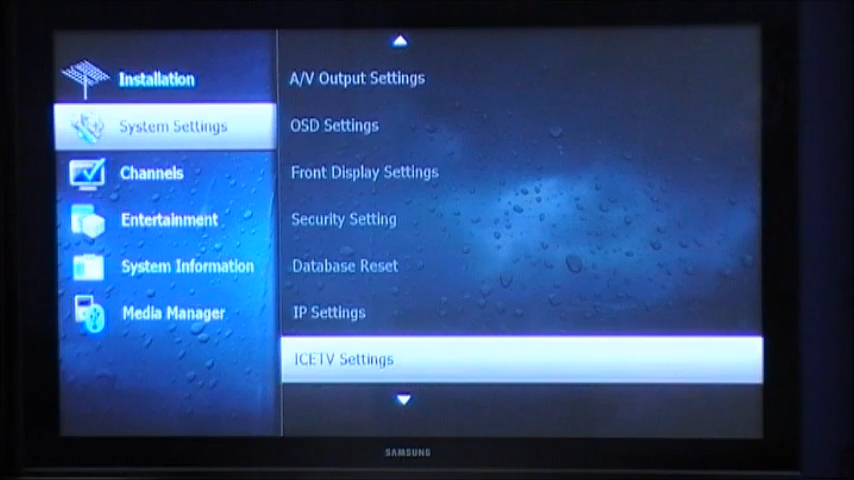 Installation
System Settings
Channels
Entertainment
System Information
Media Manager
A/V Output Settings
OSD Settings
Front Display Settings
Security Setting
Database Reset
IP Settings
ICETV Settings
SAMSUNG